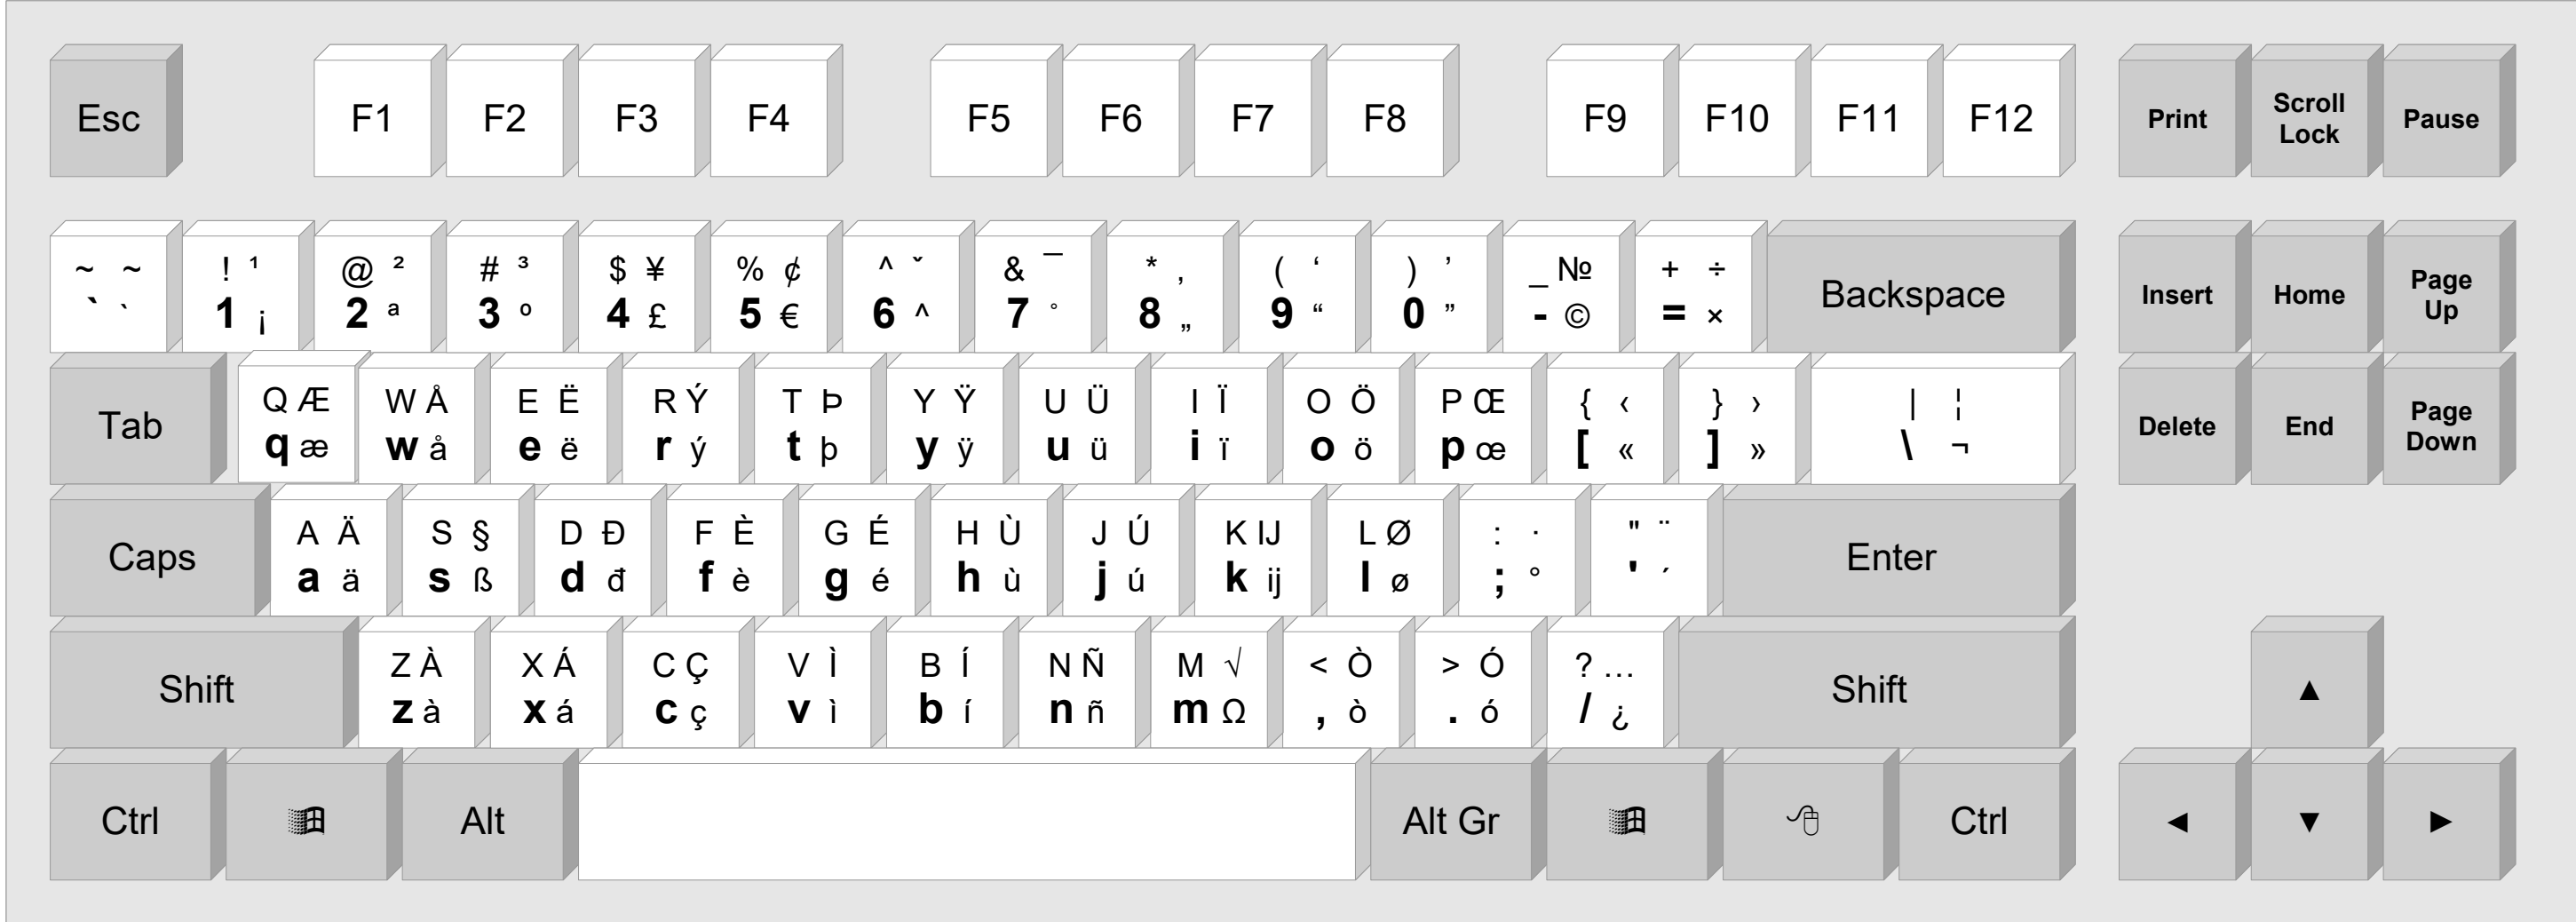 Esc F1 F2 F3 F4 F5 F6 F7 F8 F9 F10 F11 F12 Print Scroll Lock Pause
~ ~ ! ¹ @ ² # ³ $ ¥ % ¢ ^ ˇ & ¯ * ‚ ( ‘ ) ’ _ № + ÷
` ` 1 ¡ 2 ª 3 º 4 £ 5 € 6 ^ 7 ° 8 „ 9 “ 0 ” - © = × Backspace Insert Home Page Up
Q Æ W Å E Ë R Ý T Þ Y Ÿ U Ü I Ï O Ö P Œ { ‹ } › | ¦
Tab q æ w å e ë r ý t þ y ÿ u ü i ï o ö p œ [ « ] » \ ¬ Delete End Page Down
A Ä S § D Đ F È G É H Ù J Ú K Ĳ L Ø : · " ¨
Caps a ä s ß d đ f è g é h ù j ú k ĳ l ø ; ° ' ´ Enter
Z À X Á C Ç V Ì B Í N Ñ M √ < Ò > Ó ? …
Shift z à x á c ç v ì b í n ñ m Ω , ò . ó / ¿ Shift ▲
Ctrl Alt Alt Gr Ctrl ◄ ▼ ►